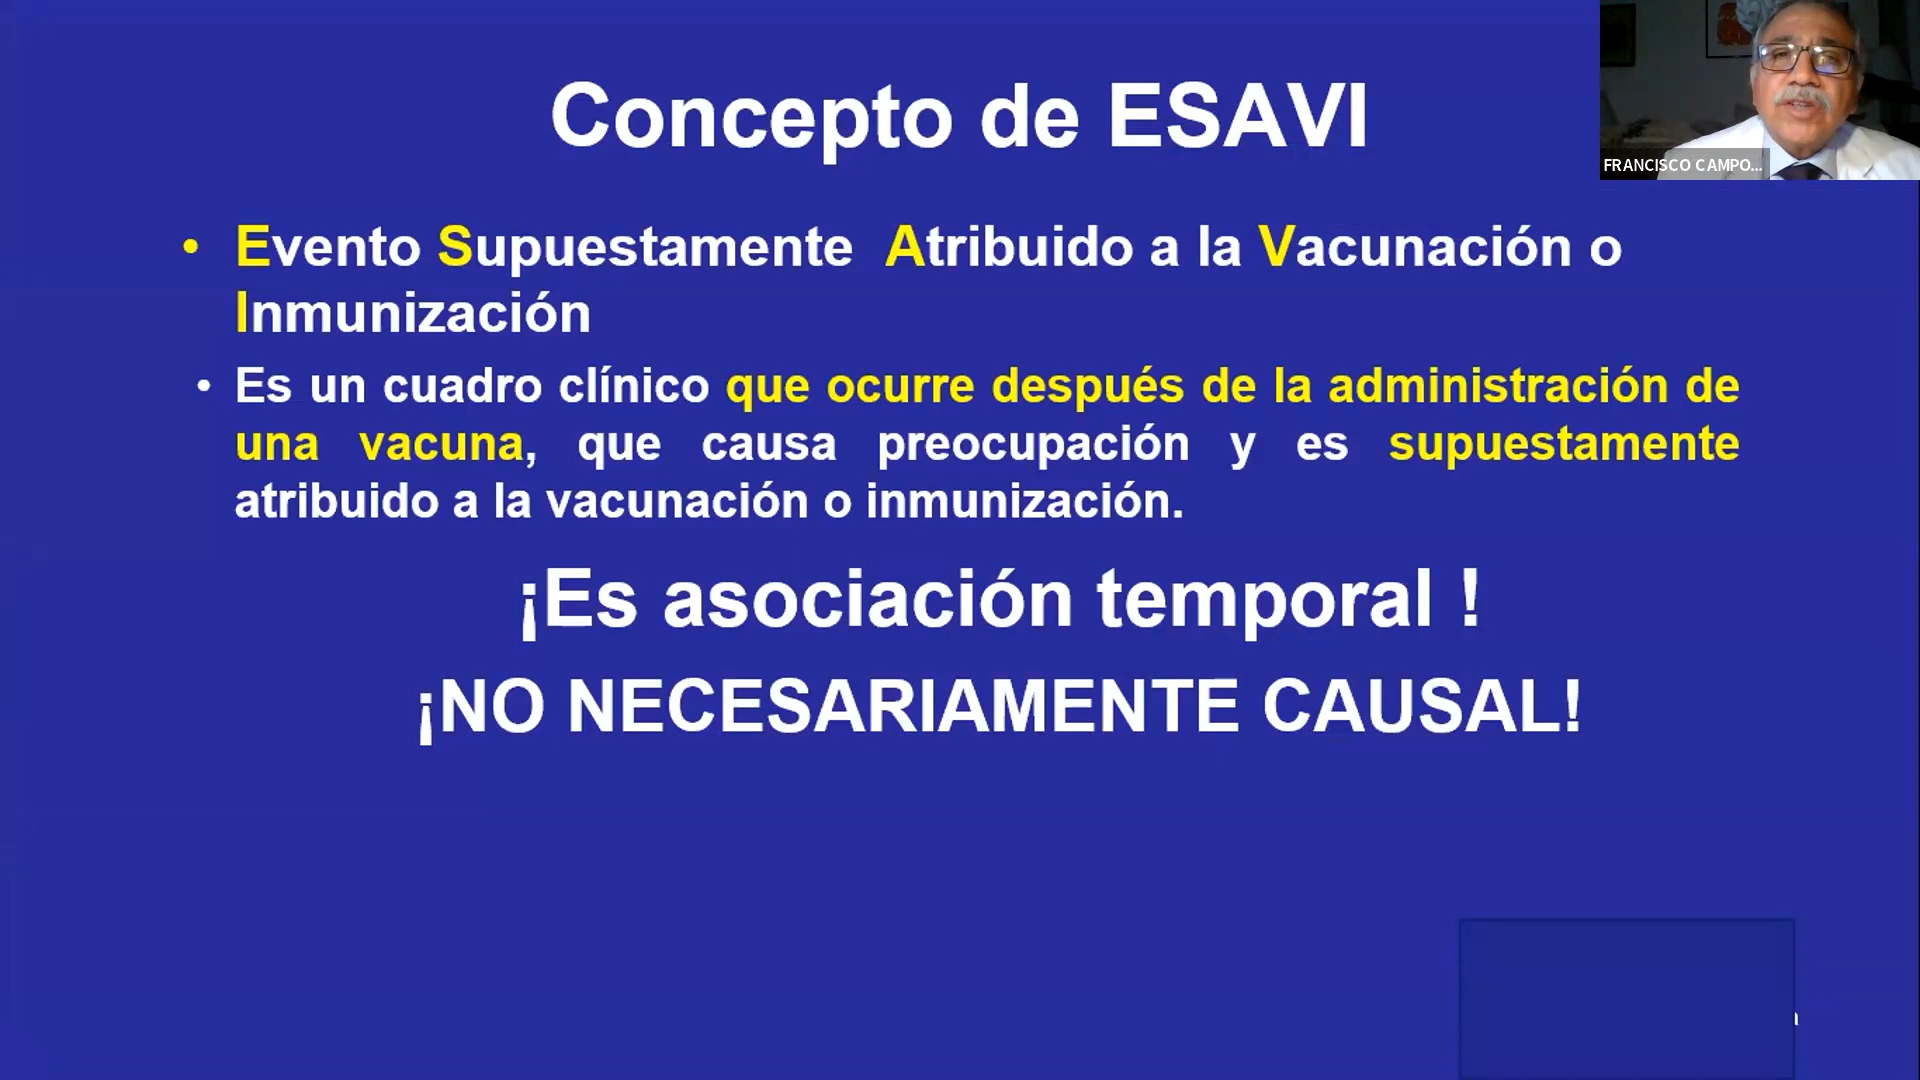 Concepto de ESAVI
FRANCISCO CAMPO...
• Evento Supuestamente Atribuido a la Vacunación o
Inmunización
• Es un cuadro clínico que ocurre después de la administración de
una vacuna, que causa preocupación y es supuestamente
atribuido a la vacunación o inmunización.
¡Es asociación temporal !
¡NO NECESARIAMENTE CAUSAL!